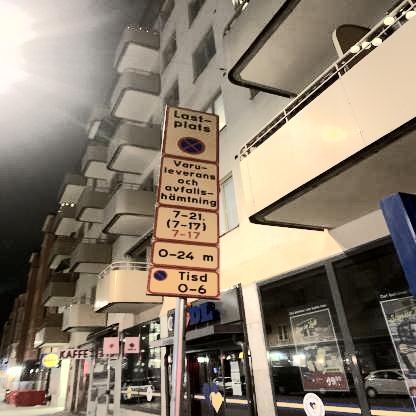 Last-
plats
Varu-
leverans
och
avfalls-
hämtning
7-21.
(7-17)
7-17
0-24 m
Tisd
0-6
KAFFE